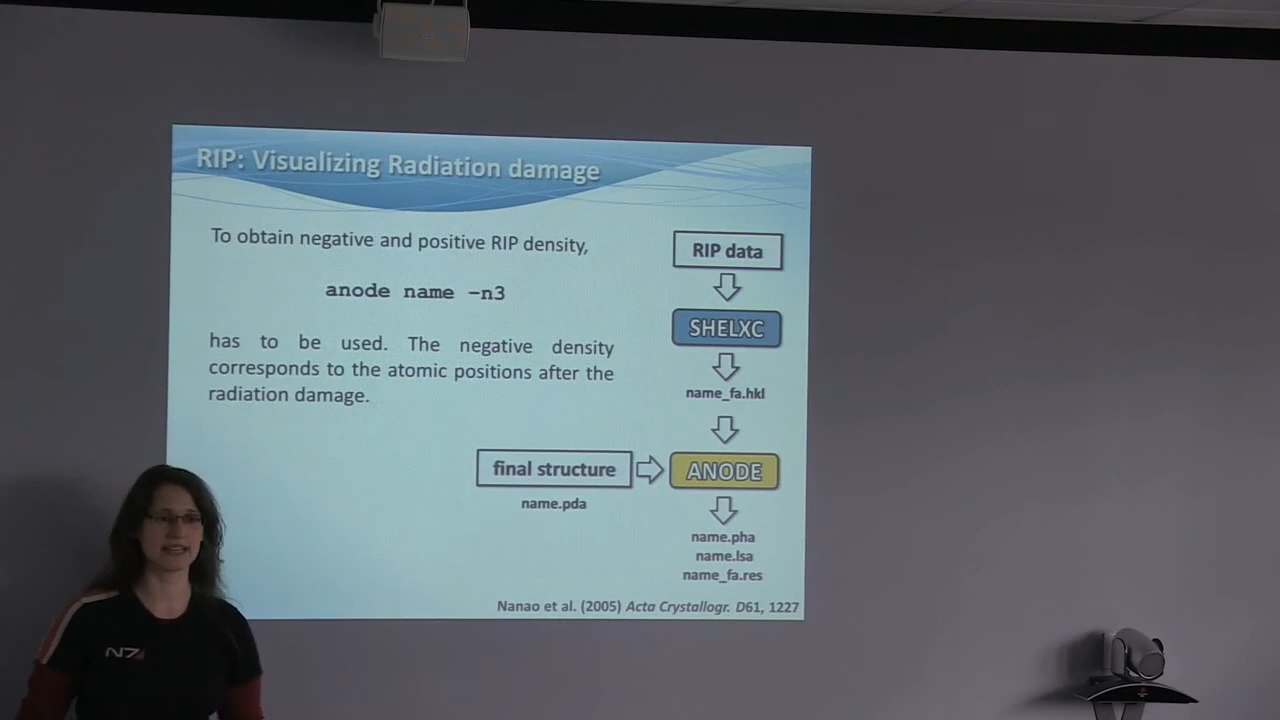 RIP: Visualizing Radiation damage
To obtain negative and positive RIP density,
anode name –n3
has to be used. The negative density
corresponds to the atomic positions after the
radiation damage.
RIP data
SHELXC
name_fa.hkl
final structure
ANODE
name.pda
name.pha
name.lsa
name_fa.res
Nanao et al. (2005) Acta Crystallogr. D61, 1227
N7